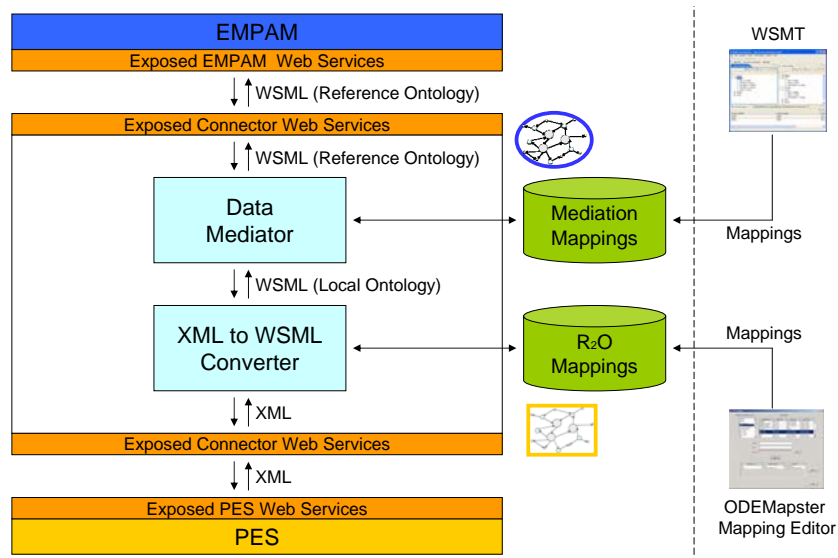 EMPAM
Exposed EMPAM Web Services
WSML (Reference Ontology)
Exposed Connector Web Services
WSML (Reference Ontology)
Data
Mediator
WSML (Local Ontology)
XML to WSML
Converter
XML
Exposed Connector Web Services
XML
Exposed PES Web Services
PES
Mediation
Mappings
R2O
Mappings
WSMT
Mappings
Mappings
ODEMapster
Mapping Editor